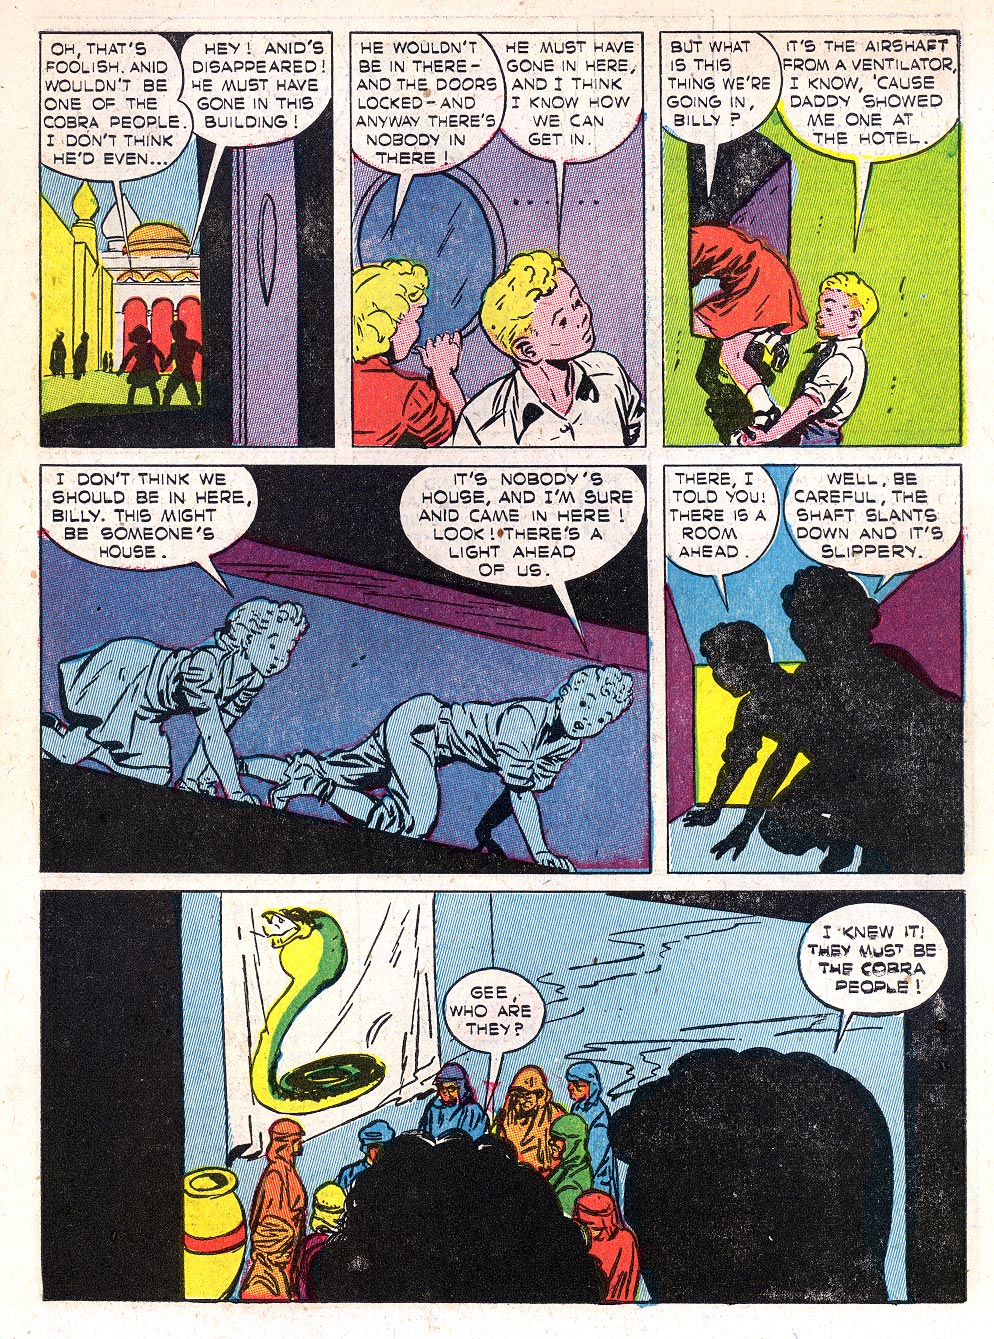 OH, THAT'S
FOOLISH. ANID
WOULDN'T BE
ONE OF THE
COBRA PEOPLE.
I DON'T THINK
HE'D EVEN...
HEY! ANID'S
DISAPPEARED!
HE MUST HAVE
GONE IN THIS
BUILDING!
HE WOULDN'T
BE IN THERE-
AND THE DOORS
LOCKED-AND
ANYWAY THERE'S
NOBODY IN
THERE!
HE MUST HAVE
GONE IN HERE,
AND I THINK
I KNOW HOW
WE CAN
GET IN.
BUT WHAT
IS THIS
THING WE'RE
GOING IN,
BILLY?
IT'S THE AIRSHAFT
FROM A VENTILATOR,
I KNOW, 'CAUSE
DADDY SHOWED
ME ONE AT
THE HOTEL.
I DON'T THINK WE
SHOULD BE IN HERE,
BILLY. THIS MIGHT
BE SOMEONE'S
HOUSE.
IT'S NOBODY'S
HOUSE, AND I'M SURE
ANID CAME IN HERE!
LOOK! THERE'S A
LIGHT AHEAD
OF US.
THERE, I
TOLD YOU!
THERE IS A
ROOM
AHEAD.
WELL, BE
CAREFUL, THE
SHAFT SLANTS
DOWN AND IT'S
SLIPPERY.
GEE,
WHO ARE
THEY?
I KNEW IT!
THEY MUST BE
THE COBRA
PEOPLE!